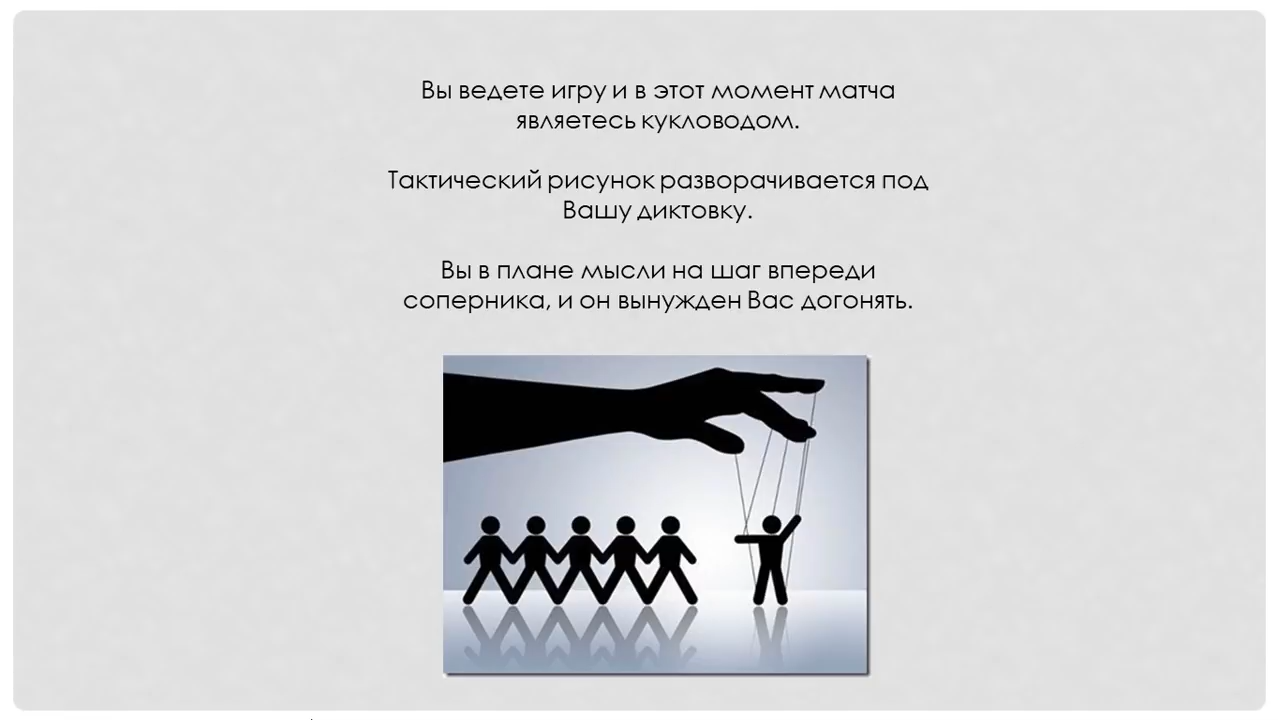 Вы ведете игру и в этот момент матча
являетесь кукловодом.
Тактический рисунок разворачивается под
Вашу диктовку.
Вы в плане мысли на шаг впереди
соперника, и он вынужден Вас догонять.